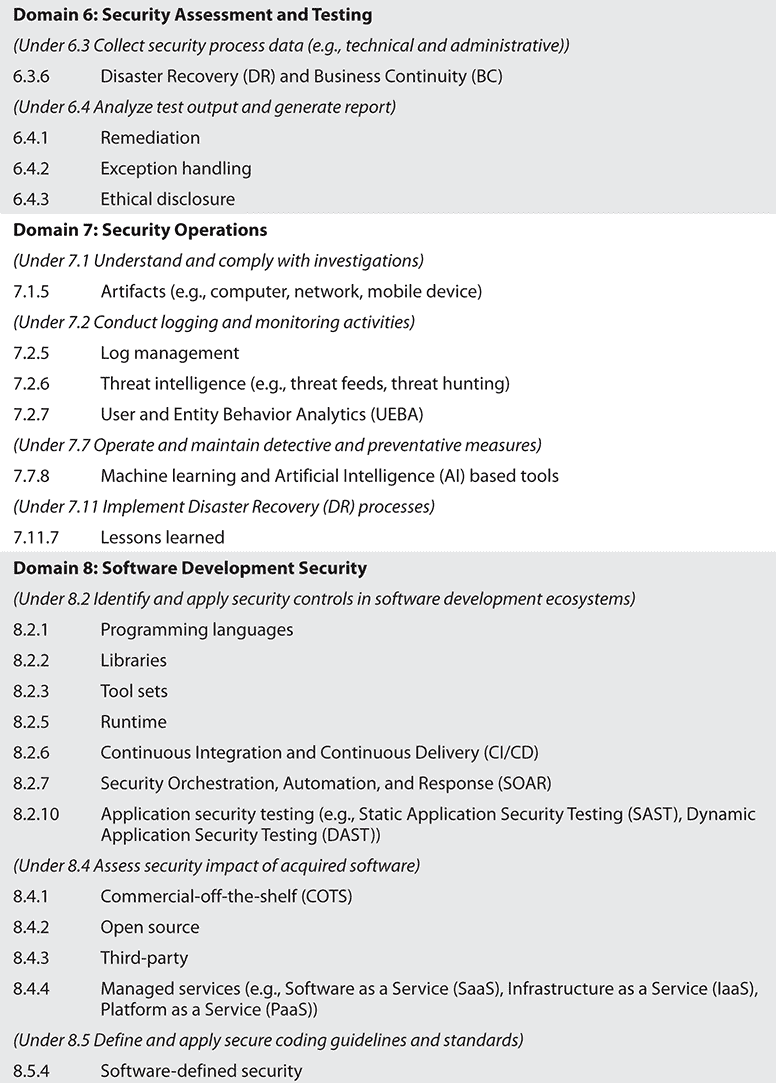 Domain 6: Security Assessment and Testing
(Under 6.3 Collect security process data (e.g., technical and administrative))
6.3.6 Disaster Recovery (DR) and Business Continuity (BC)
(Under 6.4 Analyze test output and generate report)
6.4.1 Remediation
6.4.2 Exception handling
6.4.3 Ethical disclosure
Domain 7: Security Operations
(Under 7.1 Understand and comply with investigations)
7.1.5 Artifacts (e.g., computer, network, mobile device)
(Under 7.2 Conduct logging and monitoring activities)
7.2.5 Log management
7.2.6 Threat intelligence (e.g., threat feeds, threat hunting)
7.2.7 User and Entity Behavior Analytics (UEBA)
(Under 7.7 Operate and maintain detective and preventative measures)
7.7.8 Machine learning and Artificial Intelligence (AI) based tools
(Under 7.11 Implement Disaster Recovery (DR) processes)
7.11.7 Lessons learned
Domain 8: Software Development Security
(Under 8.2 Identify and apply security controls in software development ecosystems)
8.2.1 Programming languages
8.2.2 Libraries
8.2.3 Tool sets
8.2.5 Runtime
8.2.6 Continuous Integration and Continuous Delivery (CI/CD)
8.2.7 Security Orchestration, Automation, and Response (SOAR)
8.2.10 Application security testing (e.g., Static Application Security Testing (SAST), Dynamic
Application Security Testing (DAST))
(Under 8.4 Assess security impact of acquired software)
8.4.1 Commercial-off-the-shelf (COTS)
8.4.2 Open source
8.4.3 Third-party
8.4.4 Managed services (e.g., Software as a Service (SaaS), Infrastructure as a Service (IaaS),
Platform as a Service (PaaS))
(Under 8.5 Define and apply secure coding guidelines and standards)
8.5.4 Software-defined security